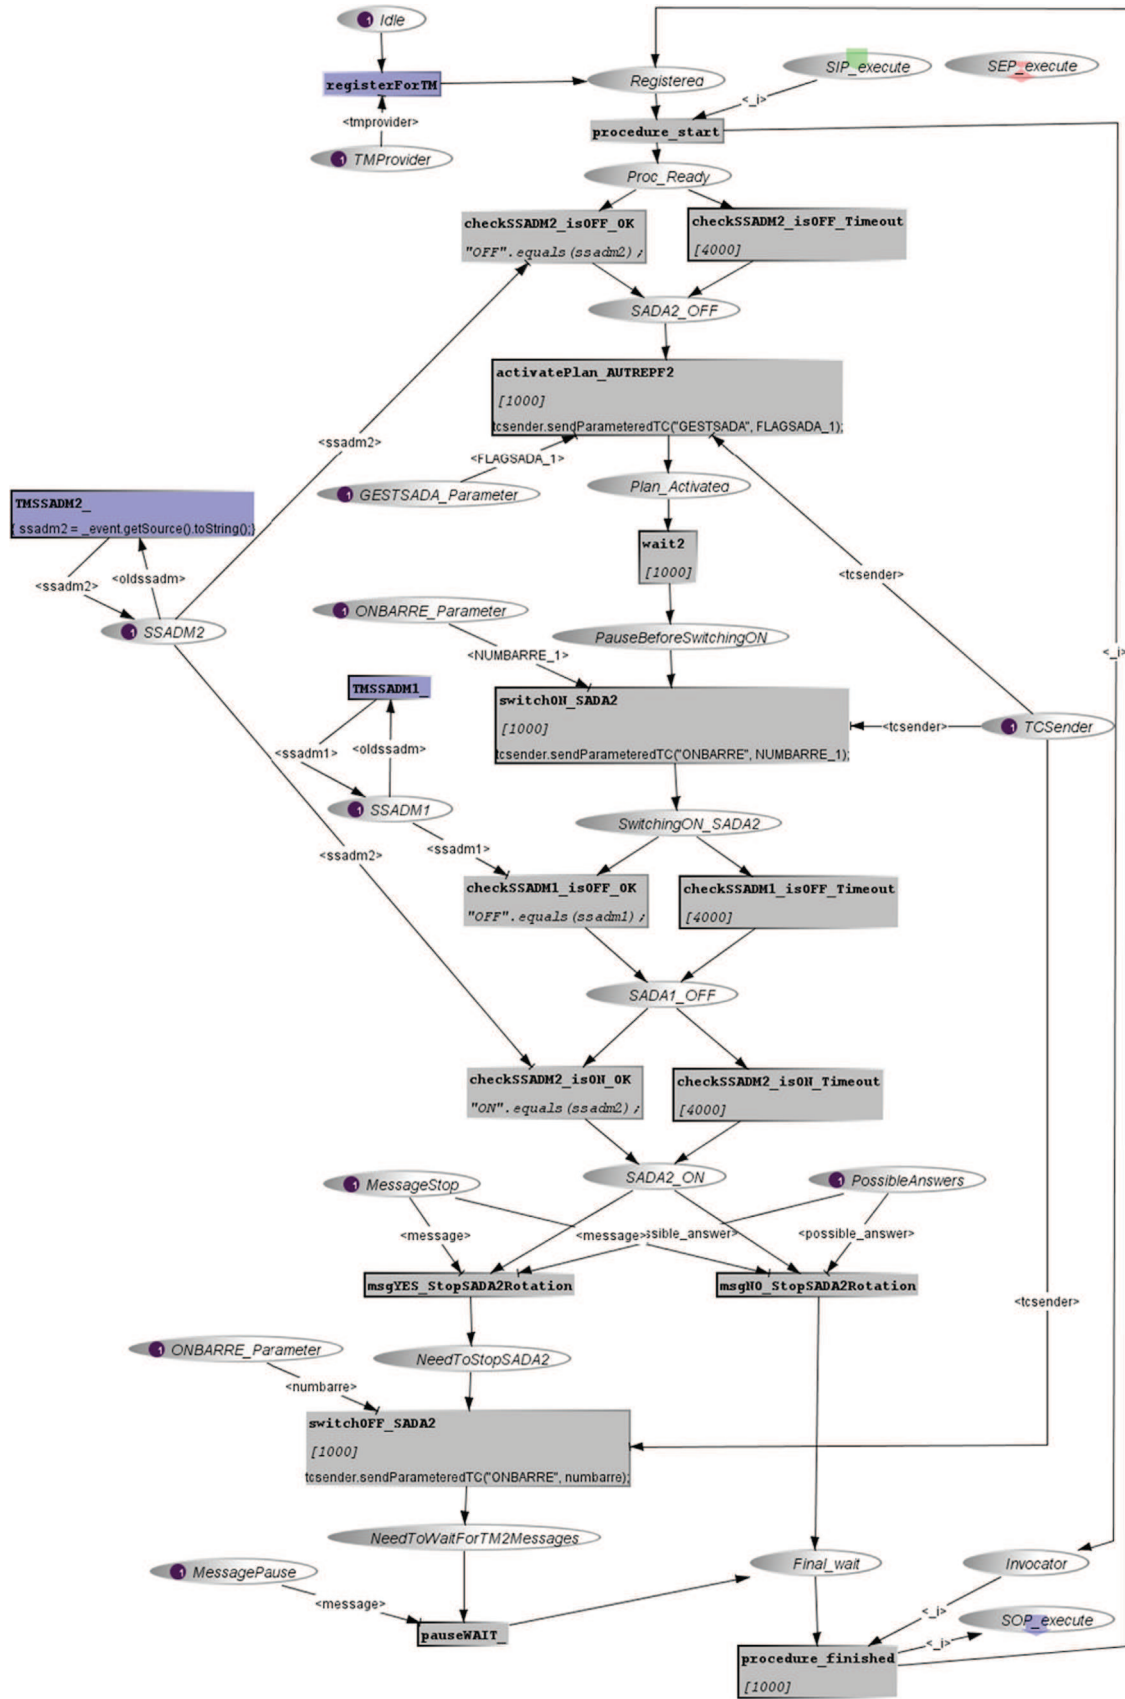 Idle
SIP_execute
SEP_execute
registerForTM
Registered
<_i>
<tmprovider>
procedure_start
TMProvider
Proc_Ready
checkSSADM2_isOFF_OK
"OFF".equals(ssadm2);
checkSSADM2_isOFF_Timeout
[4000]
SADA2_OFF
activatePlan_AUTREPF2
[1000]
tcsender.sendParameteredTC("GESTSADA", FLAGSADA_1);
<ssadm2>
<FLAGSADA_1>
GESTSADA_Parameter
Plan_Activated
TMSSADM2_
{ ssadm2 = _event.getSource().toString();}
wait2
[1000]
<ssadm2>
<oldssadm>
<tcsender>
SSADM2
ONBARRE_Parameter
PauseBeforeSwitchingON
<NUMBARRE_1>
<_i>
TMSSADM1_
switchON_SADA2
[1000]
tcsender.sendParameteredTC("ONBARRE", NUMBARRE_1);
<tcsender>
TCSender
<ssadm1>
<oldssadm>
SSADM1
SwitchingON_SADA2
<ssadm2>
<ssadm1>
checkSSADM1_isOFF_OK
"OFF".equals(ssadm1);
checkSSADM1_isOFF_Timeout
[4000]
SADA1_OFF
checkSSADM2_isON_OK
"ON".equals(ssadm2);
checkSSADM2_isON_Timeout
[4000]
MessageStop
SADA2_ON
PossibleAnswers
<message>
<message>
sible_answer>
<possible_answer>
msgYES_StopSADA2Rotation
msgNO_StopSADA2Rotation
<tcsender>
ONBARRE_Parameter
NeedToStopSADA2
<numbarre>
switchOFF_SADA2
[1000]
tcsender.sendParameteredTC("ONBARRE", numbarre);
NeedToWaitForTM2Messages
MessagePause
Final_wait
Invocator
<message>
<_i>
SOP_execute
pauseWAIT_
<_i>
procedure_finished
[1000]